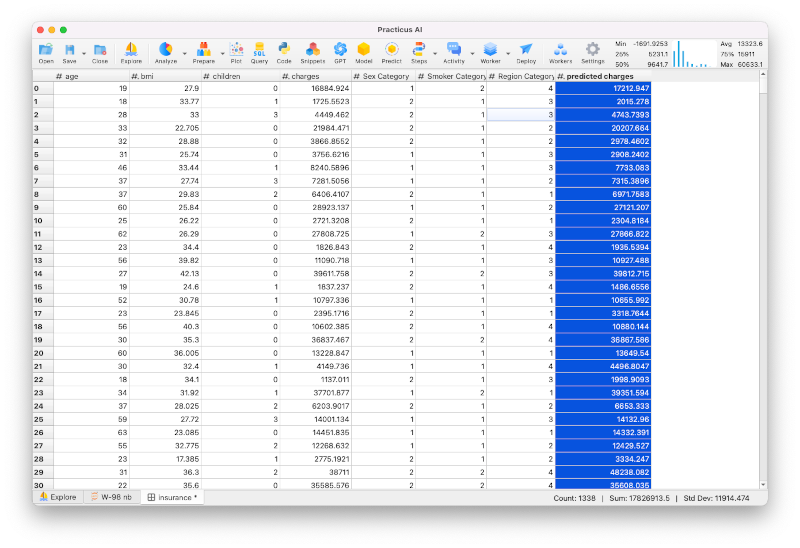 Practicus AI
Open Save Close Explore Analyze Prepare Plot Query Code Snippets GPT Model Predict Steps Activity Worker Deploy Workers Settings
SQL
Min -1691.9253 Avg 13323.6
25% 5231.1 75% 15911
50% 9641.7 Max 60633.1
# age #. bmi # children #. charges # Sex Category # Smoker Category # Region Category #. predicted charges
0 19 27.9 0 16884.924 1 2 4 17212.947
1 18 33.77 1 1725.5523 2 1 3 2015.278
2 28 33 3 4449.462 2 1 3 4743.7393
3 33 22.705 0 21984.471 2 1 2 20207.664
4 32 28.88 0 3866.8552 2 1 2 2978.4602
5 31 25.74 0 3756.6216 1 1 3 2908.2402
6 46 33.44 1 8240.5896 1 1 3 7733.083
7 37 27.74 3 7281.5056 1 1 2 7315.3896
8 37 29.83 2 6406.4107 2 1 1 6971.7583
9 60 25.84 0 28923.137 1 1 2 27121.207
10 25 26.22 0 2721.3208 2 1 1 2304.8184
11 62 26.29 0 27808.725 1 2 3 27866.822
12 23 34.4 0 1826.843 2 1 4 1935.5394
13 56 39.82 0 11090.718 1 1 3 10927.488
14 27 42.13 0 39611.758 2 2 3 39812.715
15 19 24.6 1 1837.237 2 1 4 1486.6556
16 52 30.78 1 10797.336 1 1 1 10655.992
17 23 23.845 0 2395.1716 2 1 1 3318.7644
18 56 40.3 0 10602.385 2 1 4 10880.144
19 30 35.3 0 36837.467 2 2 4 36867.586
20 60 36.005 0 13228.847 1 1 1 13649.54
21 30 32.4 1 4149.736 1 1 4 4496.8047
22 18 34.1 0 1137.011 2 1 3 1998.9093
23 34 31.92 1 37701.877 1 2 1 39351.594
24 37 28.025 2 6203.9017 2 1 2 6653.333
25 59 27.72 3 14001.134 1 1 3 14132.96
26 63 23.085 0 14451.835 1 1 1 14332.391
27 55 32.775 2 12268.632 1 1 2 12429.527
28 23 17.385 1 2775.1921 2 1 2 3334.247
29 31 36.3 2 38711 2 2 4 48238.082
30 22 35.6 0 35585.576 2 2 4 35608.035
Explore W-98 nb insurance * Count: 1338 | Sum: 17826913.5 | Std Dev: 11914.474